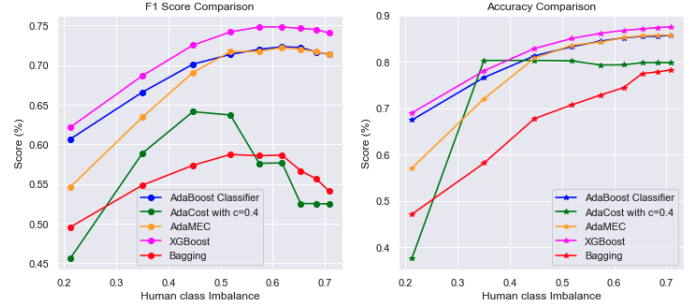 F1 Score Comparison
0.75
0.70
0.65
0.60
0.55
0.50
0.45
Score (%)
AdaBoost Classifier
AdaCost with c=0.4
AdaMEC
XGBoost
Bagging
0.2 0.3 0.4 0.5 0.6 0.7
Human class Imbalance
Accuracy Comparison
0.9
0.8
0.7
0.6
0.5
0.4
Score (%)
AdaBoost Classifier
AdaCost with c=0.4
AdaMEC
XGBoost
Bagging
0.2 0.3 0.4 0.5 0.6 0.7
Human class Imbalance